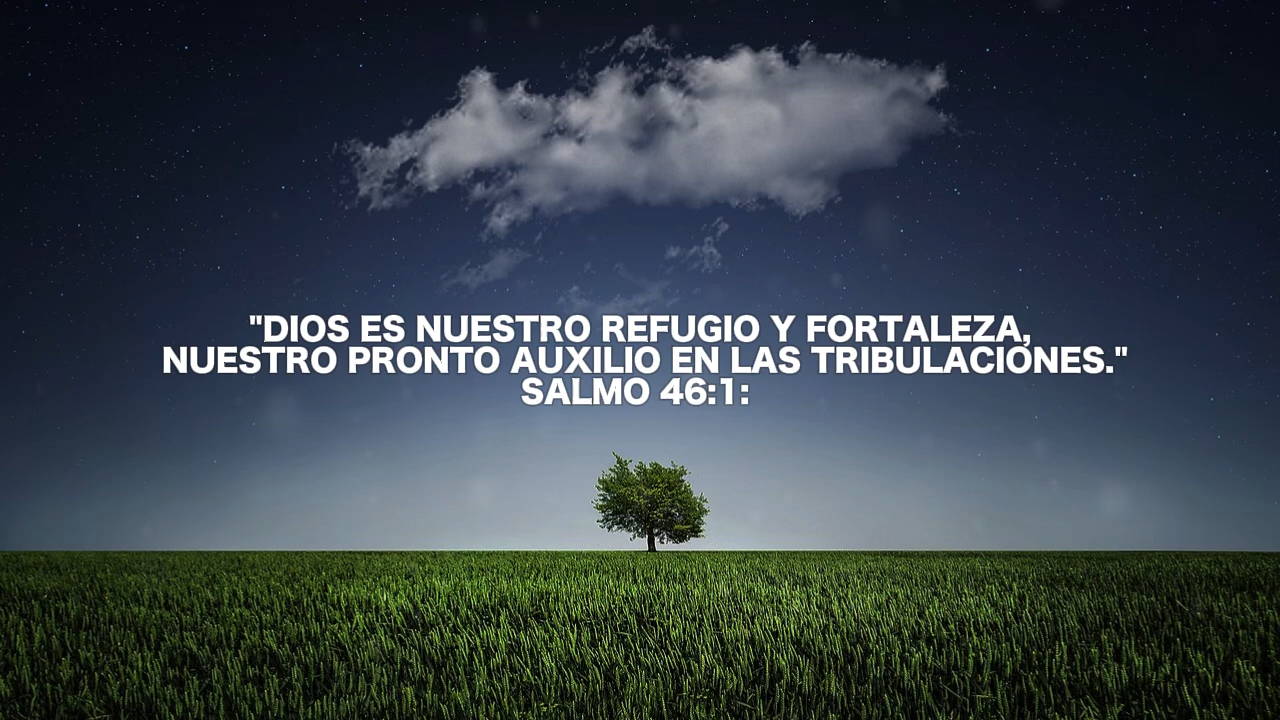 "DIOS ES NUESTRO REFUGIO Y FORTALEZA,
NUESTRO PRONTO AUXILIO EN LAS TRIBULACIONES."
SALMO 46:1: